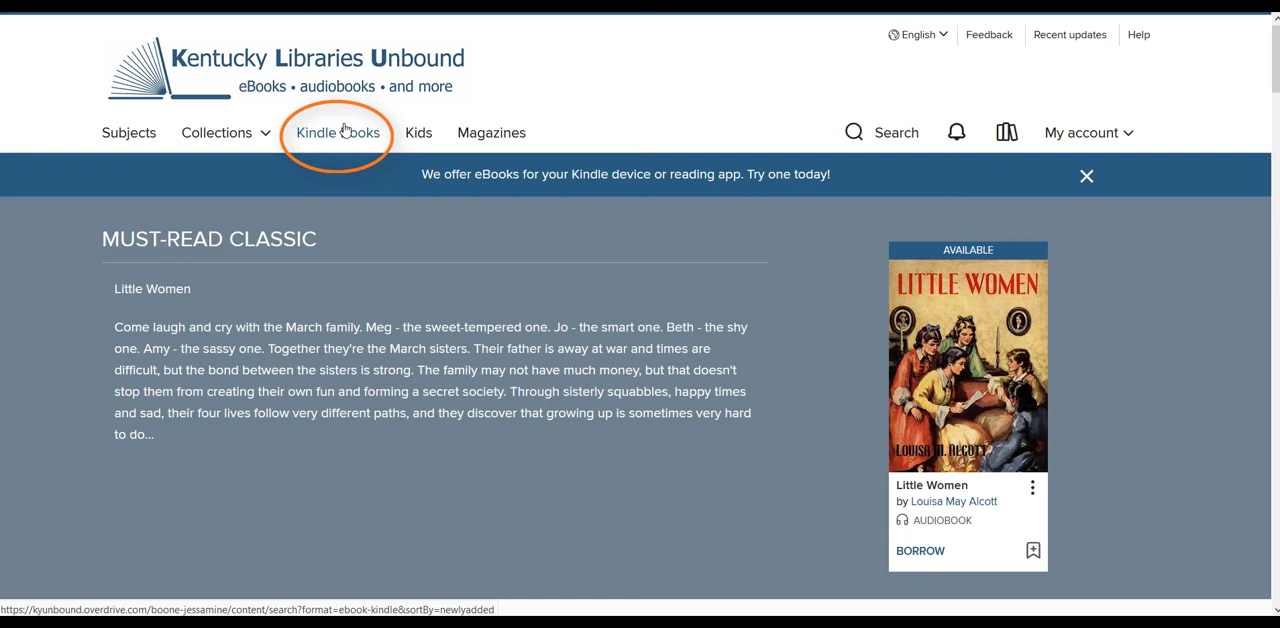 Kentucky Libraries Unbound
eBooks • audiobooks • and more
English
Feedback
Recent updates
Help
Subjects
Collections
Kindle Books
Kids
Magazines
Search
My account
We offer eBooks for your Kindle device or reading app. Try one today!
MUST-READ CLASSIC
Little Women
Come laugh and cry with the March family. Meg - the sweet-tempered one. Jo - the smart one. Beth - the shy
one. Amy - the sassy one. Together they're the March sisters. Their father is away at war and times are
difficult, but the bond between the sisters is strong. The family may not have much money, but that doesn't
stop them from creating their own fun and forming a secret society. Through sisterly squabbles, happy times
and sad, their four lives follow very different paths, and they discover that growing up is sometimes very hard
to do...
AVAILABLE
LITTLE WOMEN
LOUISA M. ALCOTT
Little Women
by Louisa May Alcott
AUDIOBOOK
BORROW
https://kyunbound.overdrive.com/boone-jessamine/content/search?format=ebook-kindle&sortBy=newlyadded